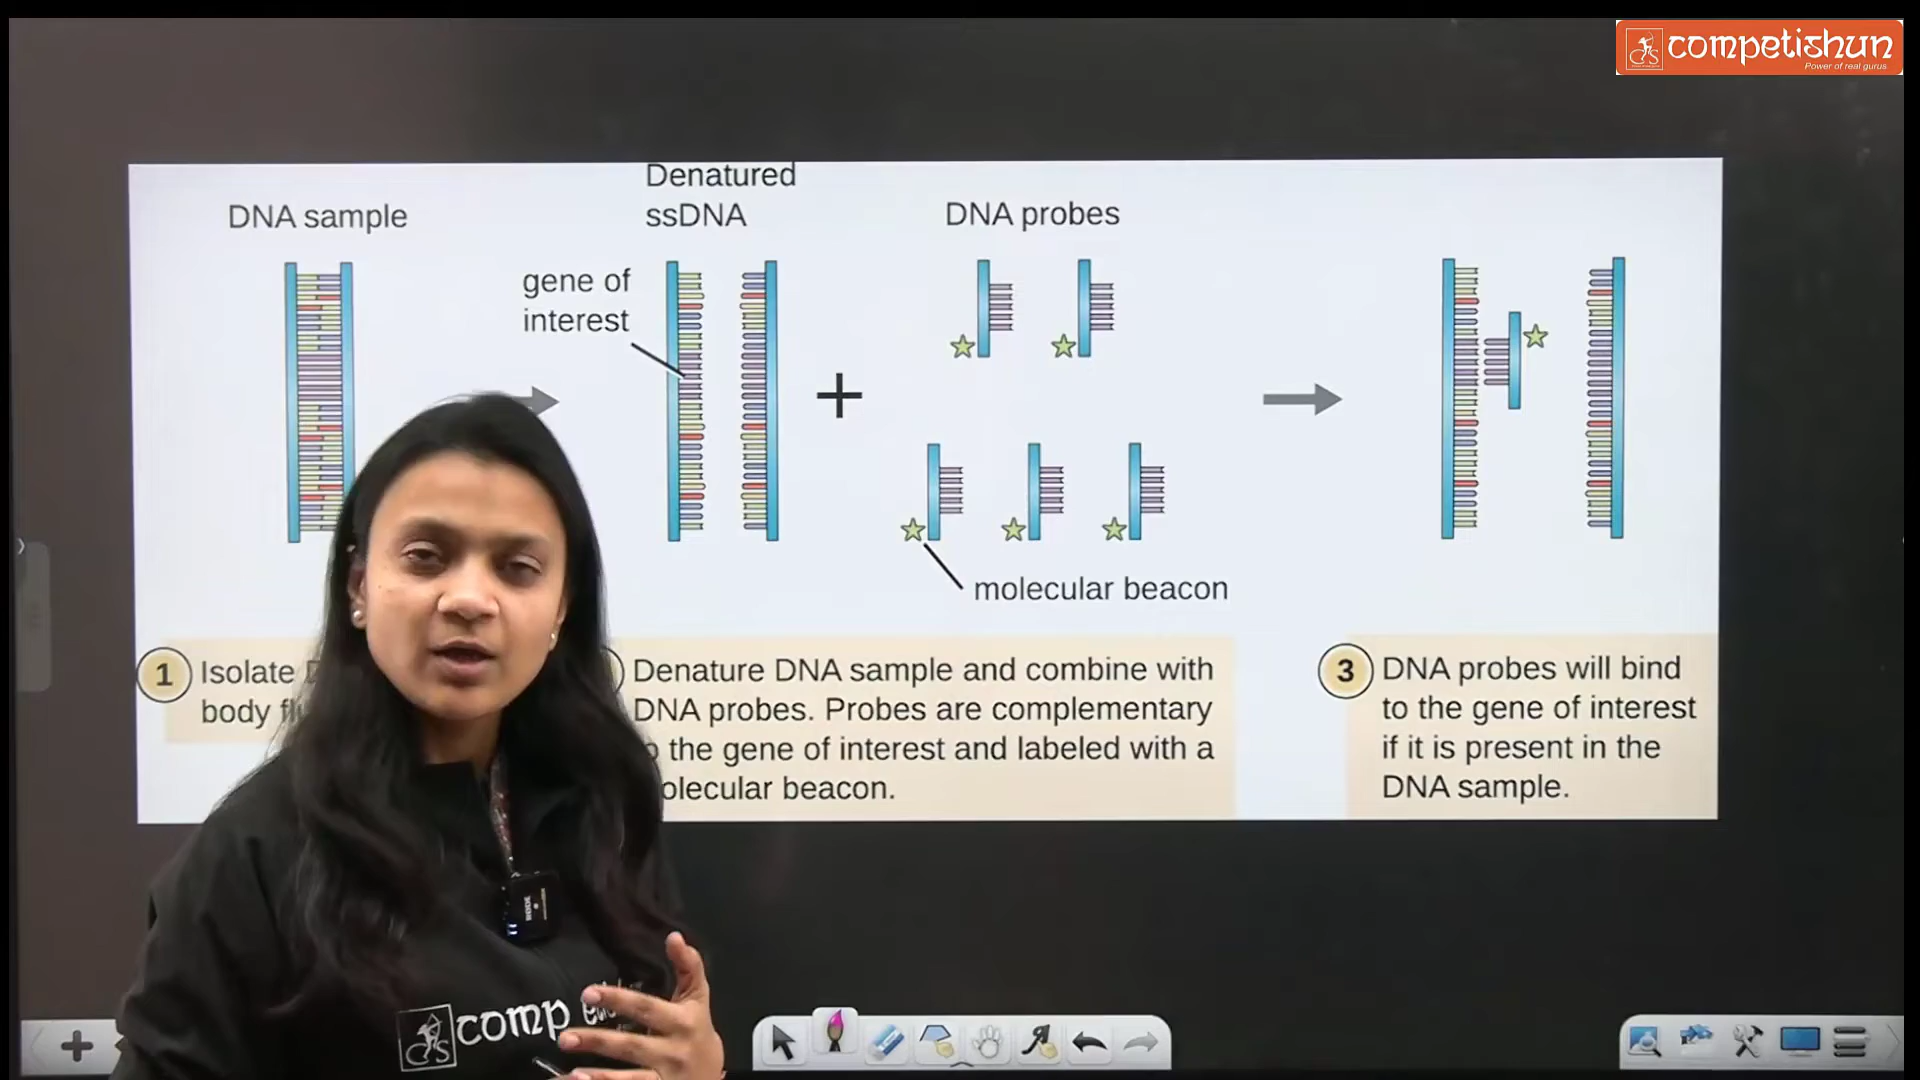 competishun
Power of real gurus
DNA sample
Denatured
ssDNA
gene of
interest
DNA probes
molecular beacon
1 Isolate
body
Denature DNA sample and combine with
DNA probes. Probes are complementary
the gene of interest and labeled with a
beacon.
3 DNA probes will bind
to the gene of interest
if it is present in the
DNA sample.
RODE
CS comp